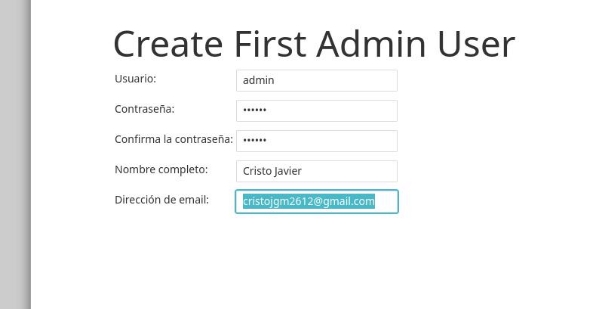 Create First Admin User
Usuario: admin
Contraseña: ••••••
Confirma la contraseña: ••••••
Nombre completo: Cristo Javier
Dirección de email: cristojgm2612@gmail.com